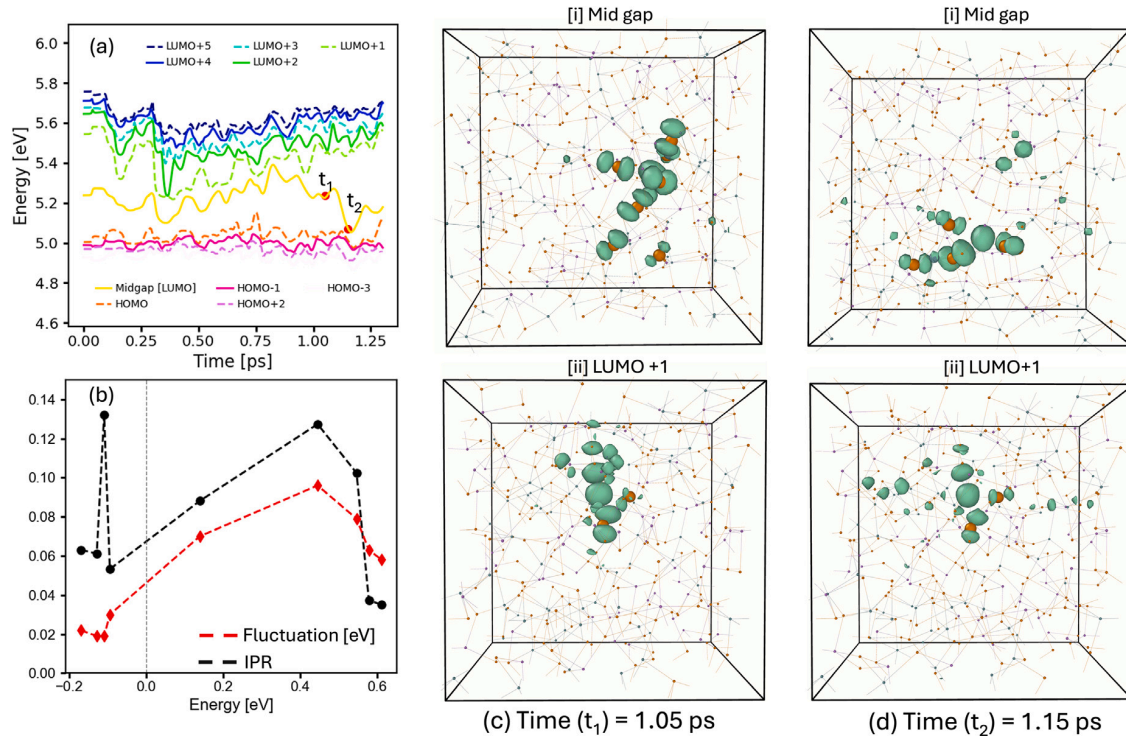 (a)
LUMO+5 LUMO+3 LUMO+1
LUMO+4 LUMO+2
6.0
5.8
5.6
5.4
5.2
5.0
4.8
4.6
Energy [eV]
t₁
t₂
Midgap [LUMO] HOMO-1 HOMO-3
HOMO HOMO+2
0.00 0.25 0.50 0.75 1.00 1.25
Time [ps]
(b)
0.14
0.12
0.10
0.08
0.06
0.04
0.02
0.00
Fluctuation [eV]
IPR
−0.2 0.0 0.2 0.4 0.6
Energy [eV]
[i] Mid gap
[ii] LUMO +1
(c) Time (t₁) = 1.05 ps
[i] Mid gap
[ii] LUMO+1
(d) Time (t₂) = 1.15 ps